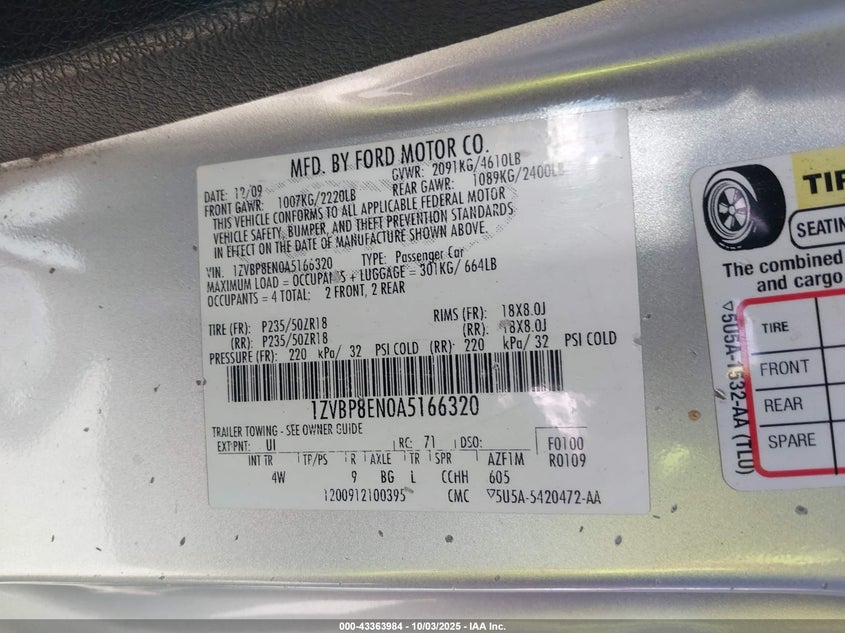 MFD. BY FORD MOTOR CO.
DATE: 12/09
GVWR: 2091KG/4610LB
FRONT GAWR: 1007KG/2220LB
REAR GAWR: 1089KG/2400LB
THIS VEHICLE CONFORMS TO ALL APPLICABLE FEDERAL MOTOR
VEHICLE SAFETY, BUMPER, AND THEFT PREVENTION STANDARDS
IN EFFECT ON THE DATE OF MANUFACTURE SHOWN ABOVE.
VIN: 1ZVBP8EN0A5166320 TYPE: Passenger Car
MAXIMUM LOAD = OCCUPANTS + LUGGAGE = 301KG/ 664LB
OCCUPANTS = 4 TOTAL: 2 FRONT, 2 REAR
TIRE (FR): P235/50ZR18 RIMS (FR): 18X8.0J
(RR): P235/50ZR18 (RR): 18X8.0J
PRESSURE (FR): 220 kPa/ 32 PSI COLD (RR): 220 kPa/ 32 PSI COLD
1ZVBP8EN0A5166320
TRAILER TOWING - SEE OWNER GUIDE
EXT PNT: UI RC: 71 DSO: F0100
INT TR TP/PS R AXLE TR SPR AZF1M R0109
4W 9 BG L CCHH 605
1200912100395 CMC ▽5U5A-5420472-AA
TIR
SEATIN
The combined
and cargo
TIRE
FRONT
REAR
SPARE
▽5U5A-1532-AA (TLU)
000-43363984 - 10/03/2025 - IAA Inc.